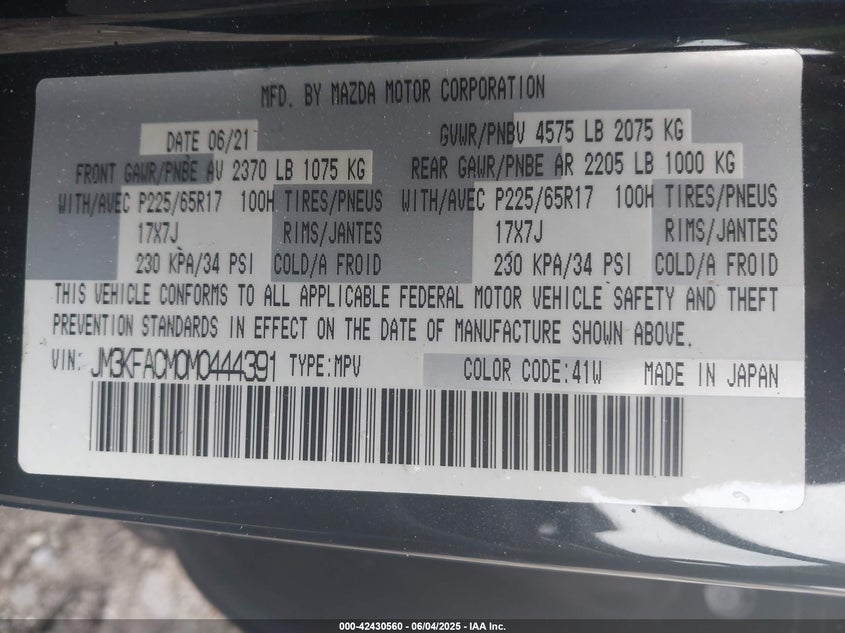 MFD. BY MAZDA MOTOR CORPORATION
DATE 06/21 GVWR/PNBV 4575 LB 2075 KG
FRONT GAWR/PNBE AV 2370 LB 1075 KG REAR GAWR/PNBE AR 2205 LB 1000 KG
WITH/AVEC P225/65R17 100H TIRES/PNEUS WITH/AVEC P225/65R17 100H TIRES/PNEUS
17X7J RIMS/JANTES 17X7J RIMS/JANTES
230 KPA/34 PSI COLD/A FROID 230 KPA/34 PSI COLD/A FROID
THIS VEHICLE CONFORMS TO ALL APPLICABLE FEDERAL MOTOR VEHICLE SAFETY AND THEFT
PREVENTION STANDARDS IN EFFECT ON THE DATE OF MANUFACTURE SHOWN ABOVE.
VIN: JM3KFACM0M0444391 TYPE:MPV COLOR CODE:41W MADE IN JAPAN
000-42430560 - 06/04/2025 - IAA Inc.